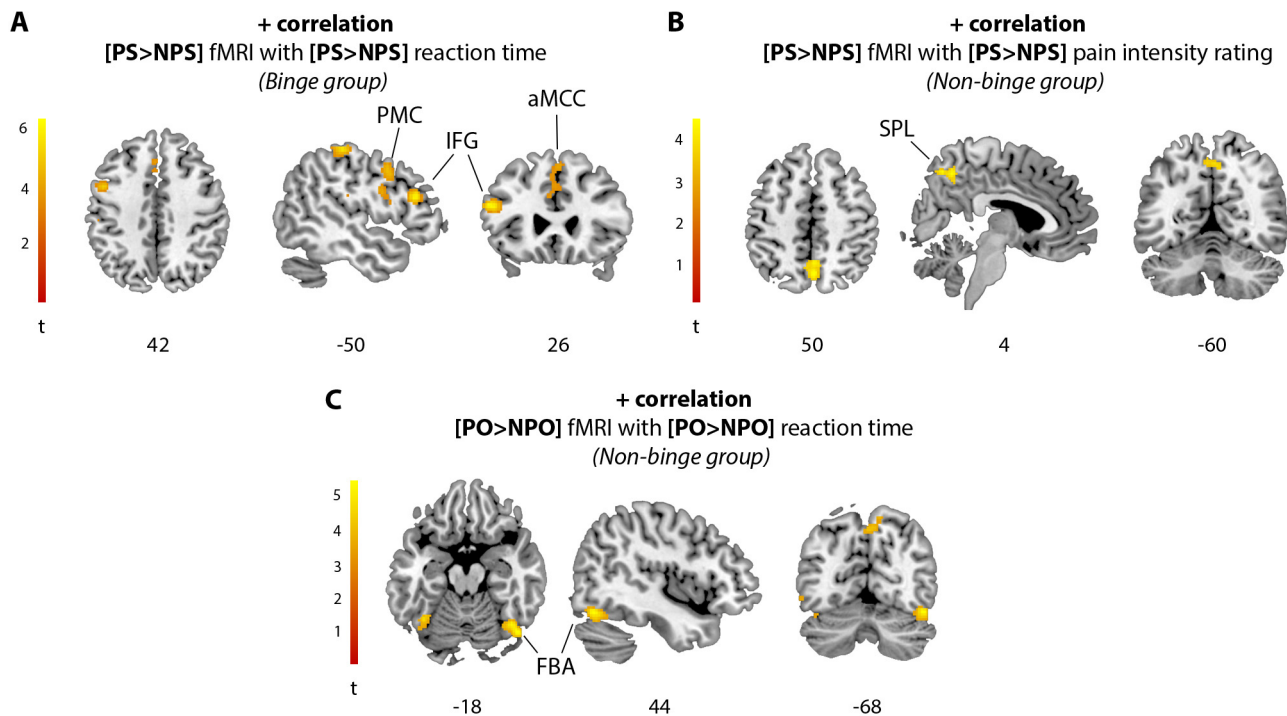 A
+ correlation
[PS>NPS] fMRI with [PS>NPS] reaction time
(Binge group)
6
4
2
t
PMC
IFG
aMCC
42
-50
26
B
+ correlation
[PS>NPS] fMRI with [PS>NPS] pain intensity rating
(Non-binge group)
4
3
2
1
t
SPL
50
4
-60
C
+ correlation
[PO>NPO] fMRI with [PO>NPO] reaction time
(Non-binge group)
5
4
3
2
1
t
FBA
-18
44
-68